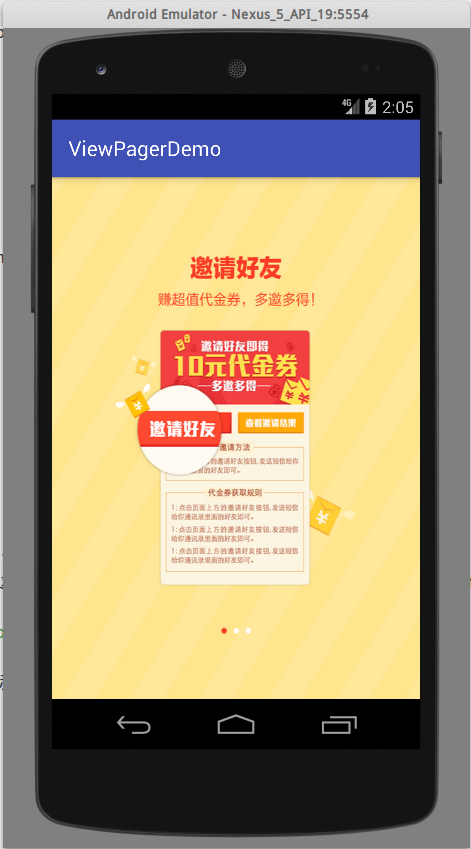 Android Emulator - Nexus_5_API_19:5554
4G 2:05
ViewPagerDemo
邀请好友
赚超值代金券，多邀多得!
邀请好友即得
10元代金券
多邀多得
邀请好友
查看邀请结果
邀请方法
点击页面上方的邀请好友按钮,发送短信给你
的好友即可。
代金券获取规则
1:点击页面上方的邀请好友按钮,发送短信
给你通讯录里面的好友即可。
1:点击页面上方的邀请好友按钮,发送短信
给你通讯录里面的好友即可。
1:点击页面上方的邀请好友按钮,发送短信
给你通讯录里面的好友即可。